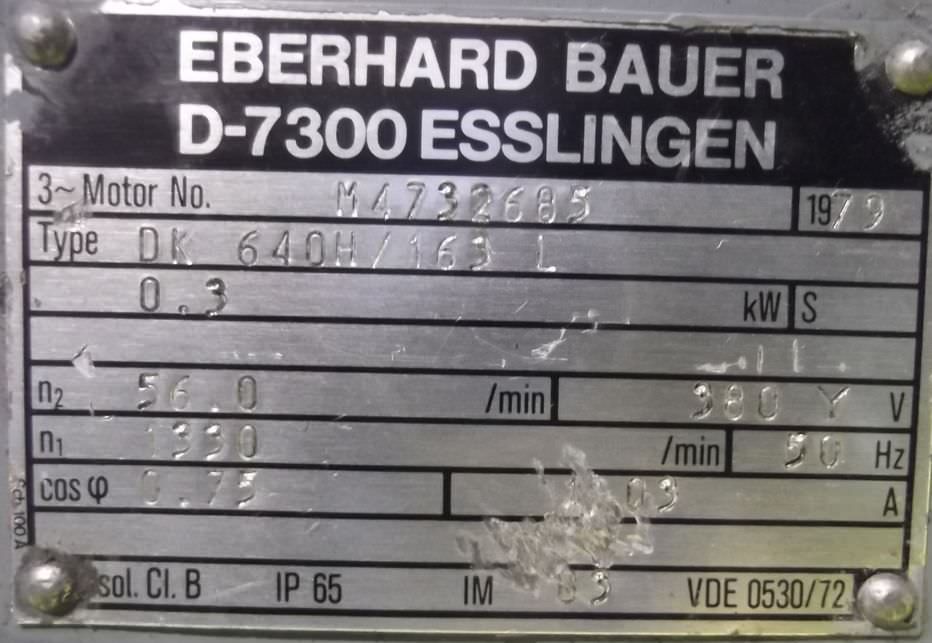 EBERHARD BAUER
D-7300 ESSLINGEN
3~ Motor No. M4732685 1979
Type DK 640H/163 L
0.3 kW S
n₂ 56.0 /min 380 Y V
n₁ 1330 /min 50 Hz
cos φ 0.75 A
Cl. B IP 65 IM VDE 0530/72